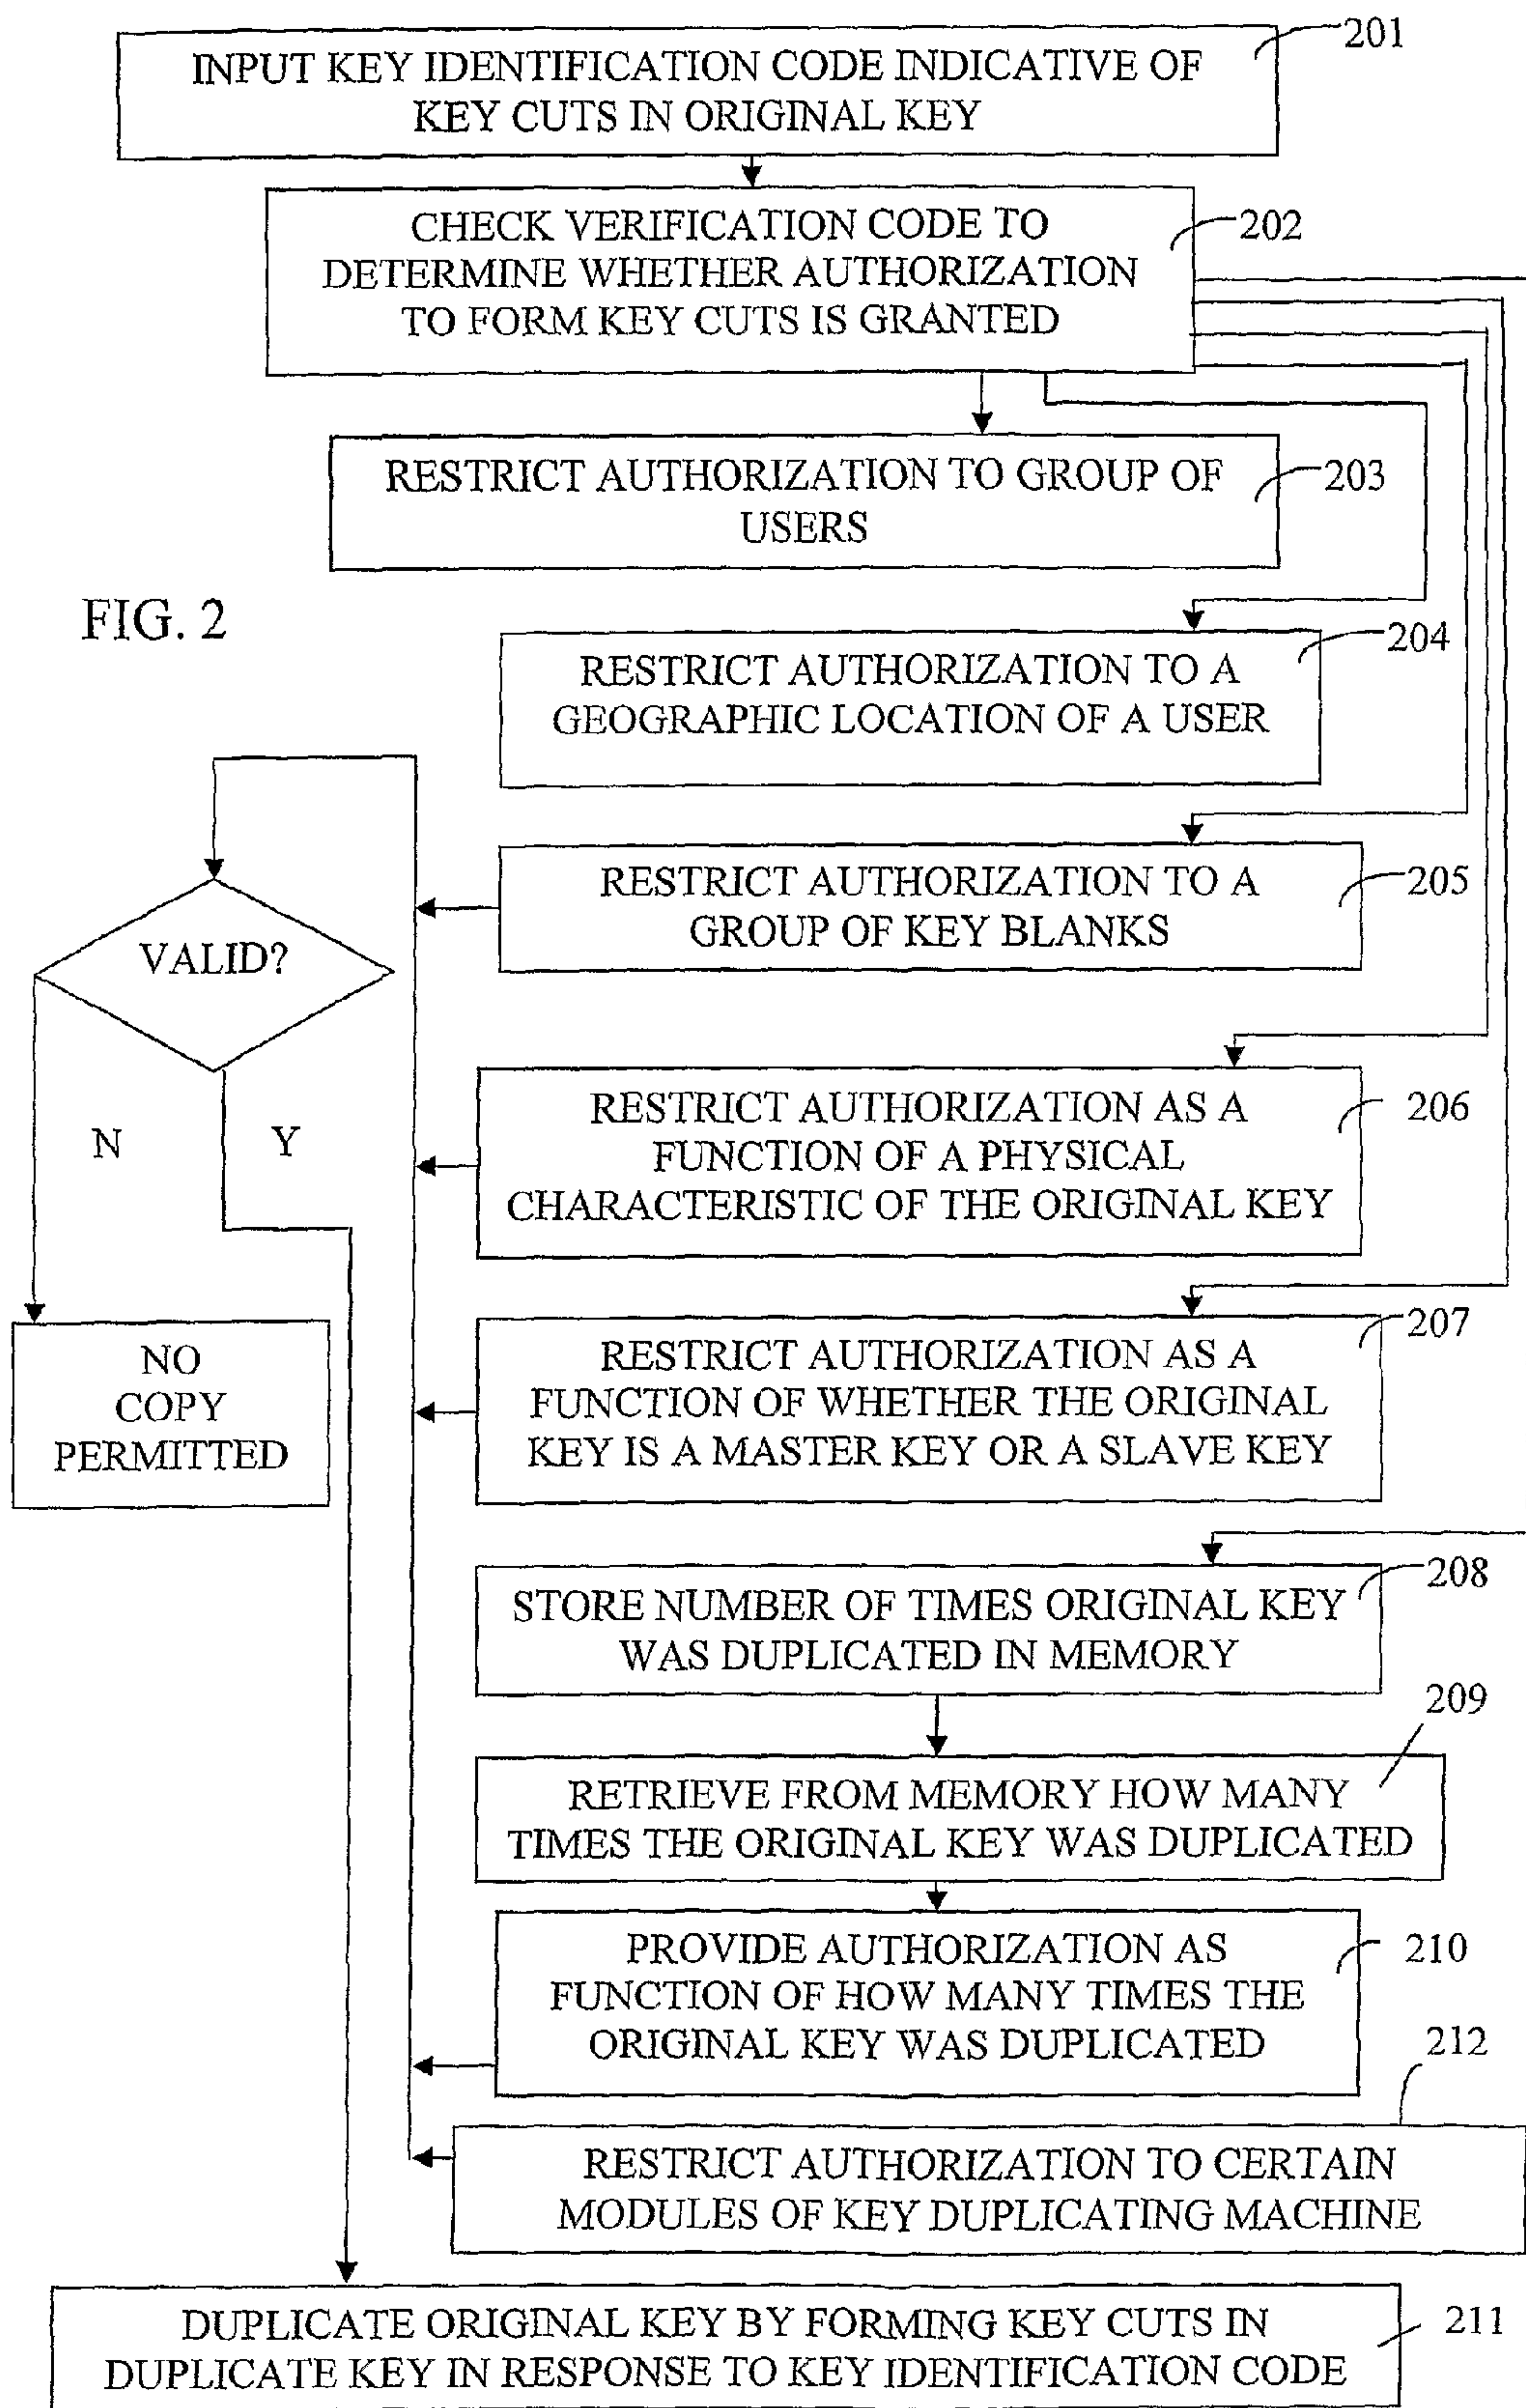 INPUT KEY IDENTIFICATION CODE INDICATIVE OF
KEY CUTS IN ORIGINAL KEY
201
CHECK VERIFICATION CODE TO
DETERMINE WHETHER AUTHORIZATION
TO FORM KEY CUTS IS GRANTED
202
RESTRICT AUTHORIZATION TO GROUP OF
USERS
203
FIG. 2
RESTRICT AUTHORIZATION TO A
GEOGRAPHIC LOCATION OF A USER
204
RESTRICT AUTHORIZATION TO A
GROUP OF KEY BLANKS
205
VALID?
N
Y
RESTRICT AUTHORIZATION AS A
FUNCTION OF A PHYSICAL
CHARACTERISTIC OF THE ORIGINAL KEY
206
NO
COPY
PERMITTED
RESTRICT AUTHORIZATION AS A
FUNCTION OF WHETHER THE ORIGINAL
KEY IS A MASTER KEY OR A SLAVE KEY
207
STORE NUMBER OF TIMES ORIGINAL KEY
WAS DUPLICATED IN MEMORY
208
209
RETRIEVE FROM MEMORY HOW MANY
TIMES THE ORIGINAL KEY WAS DUPLICATED
PROVIDE AUTHORIZATION AS
FUNCTION OF HOW MANY TIMES THE
ORIGINAL KEY WAS DUPLICATED
210
212
RESTRICT AUTHORIZATION TO CERTAIN
MODULES OF KEY DUPLICATING MACHINE
DUPLICATE ORIGINAL KEY BY FORMING KEY CUTS IN
DUPLICATE KEY IN RESPONSE TO KEY IDENTIFICATION CODE
211